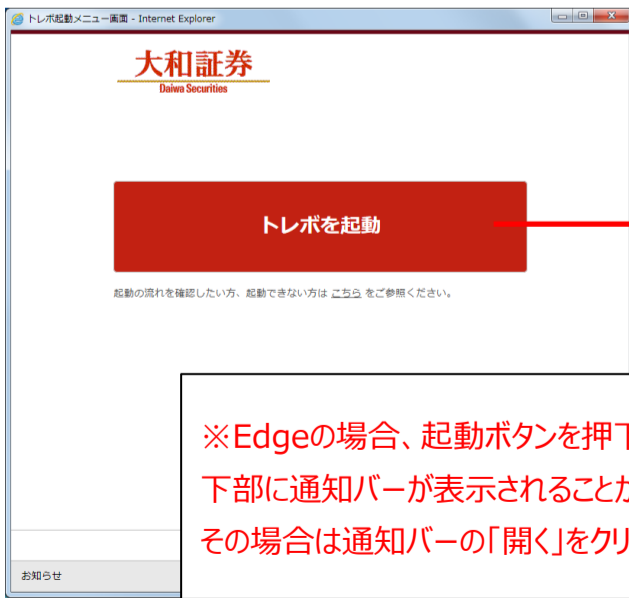 トレボ起動メニュー画面 - Internet Explorer
大和証券
Daiwa Securities
トレボを起動
起動の流れを確認したい方、起動できない方は こちら をご参照ください。
※Edgeの場合、起動ボタンを押下
下部に通知バーが表示されることが
その場合は通知バーの「開く」をクリ
お知らせ